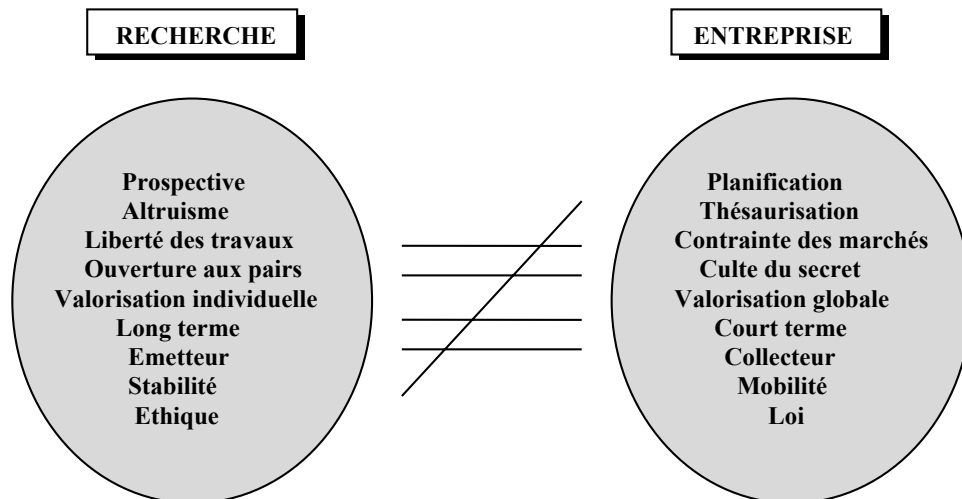 RECHERCHE
ENTREPRISE
Prospective
Altruisme
Liberté des travaux
Ouverture aux pairs
Valorisation individuelle
Long terme
Emetteur
Stabilité
Ethique
Planification
Thésaurisation
Contrainte des marchés
Culte du secret
Valorisation globale
Court terme
Collecteur
Mobilité
Loi